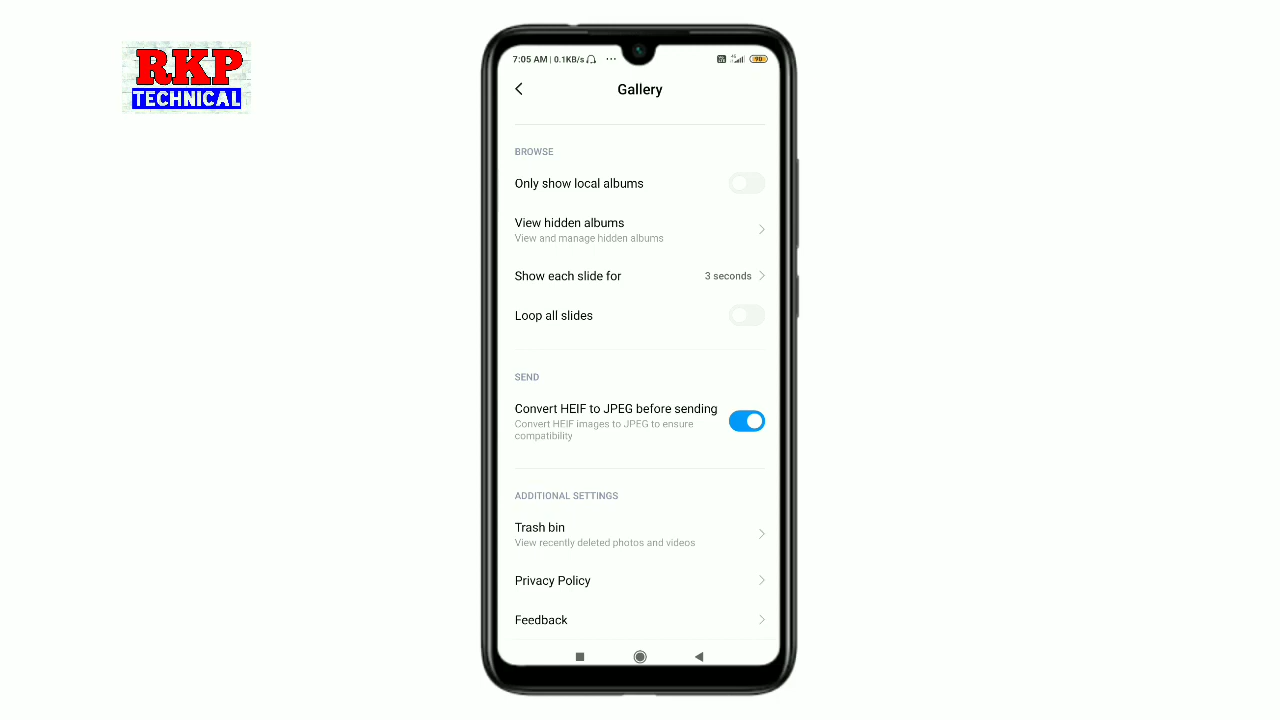 RKP
TECHNICAL
7:05 AM | 0.1KB/s
90
Gallery
BROWSE
Only show local albums
View hidden albums
View and manage hidden albums
Show each slide for 3 seconds
Loop all slides
SEND
Convert HEIF to JPEG before sending
Convert HEIF images to JPEG to ensure
compatibility
ADDITIONAL SETTINGS
Trash bin
View recently deleted photos and videos
Privacy Policy
Feedback